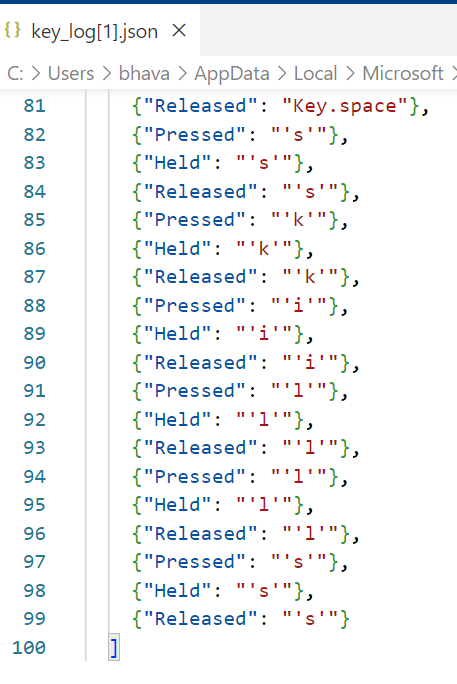 {} key_log[1].json ×
C: > Users > bhava > AppData > Local > Microsoft >
81 {"Released": "Key.space"},
82 {"Pressed": "'s'"},
83 {"Held": "'s'"},
84 {"Released": "'s'"},
85 {"Pressed": "'k'"},
86 {"Held": "'k'"},
87 {"Released": "'k'"},
88 {"Pressed": "'i'"},
89 {"Held": "'i'"},
90 {"Released": "'i'"},
91 {"Pressed": "'l'"},
92 {"Held": "'l'"},
93 {"Released": "'l'"},
94 {"Pressed": "'l'"},
95 {"Held": "'l'"},
96 {"Released": "'l'"},
97 {"Pressed": "'s'"},
98 {"Held": "'s'"},
99 {"Released": "'s'"}
100 ]